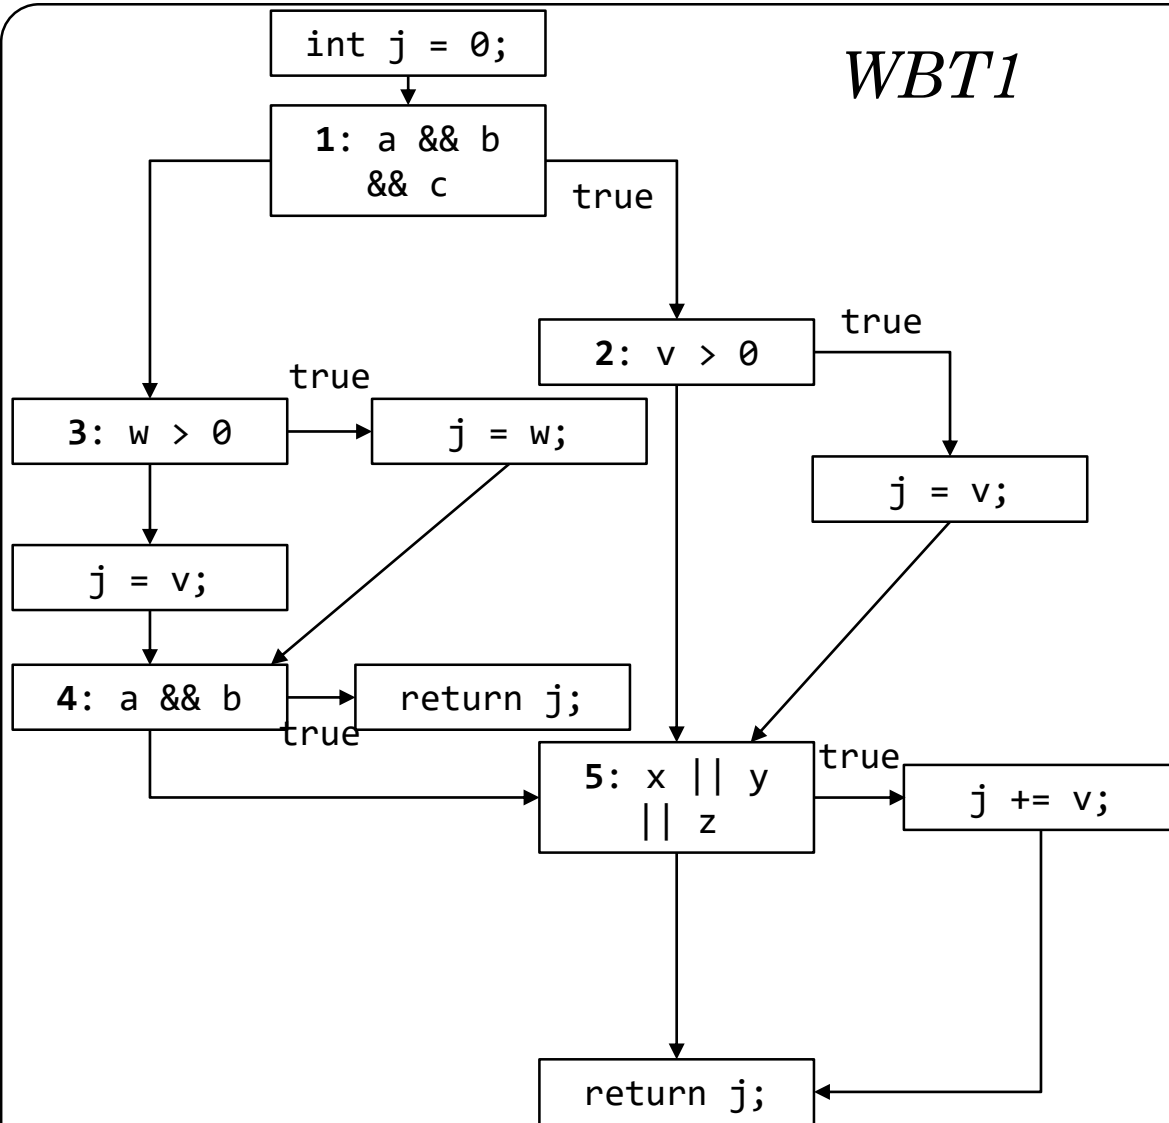 int j = 0;
WBT1
1: a && b
&& c
true
true
2: v > 0
true
3: w > 0
j = w;
j = v;
j = v;
4: a && b
return j;
true
5: x || y
|| z
true
j += v;
return j;